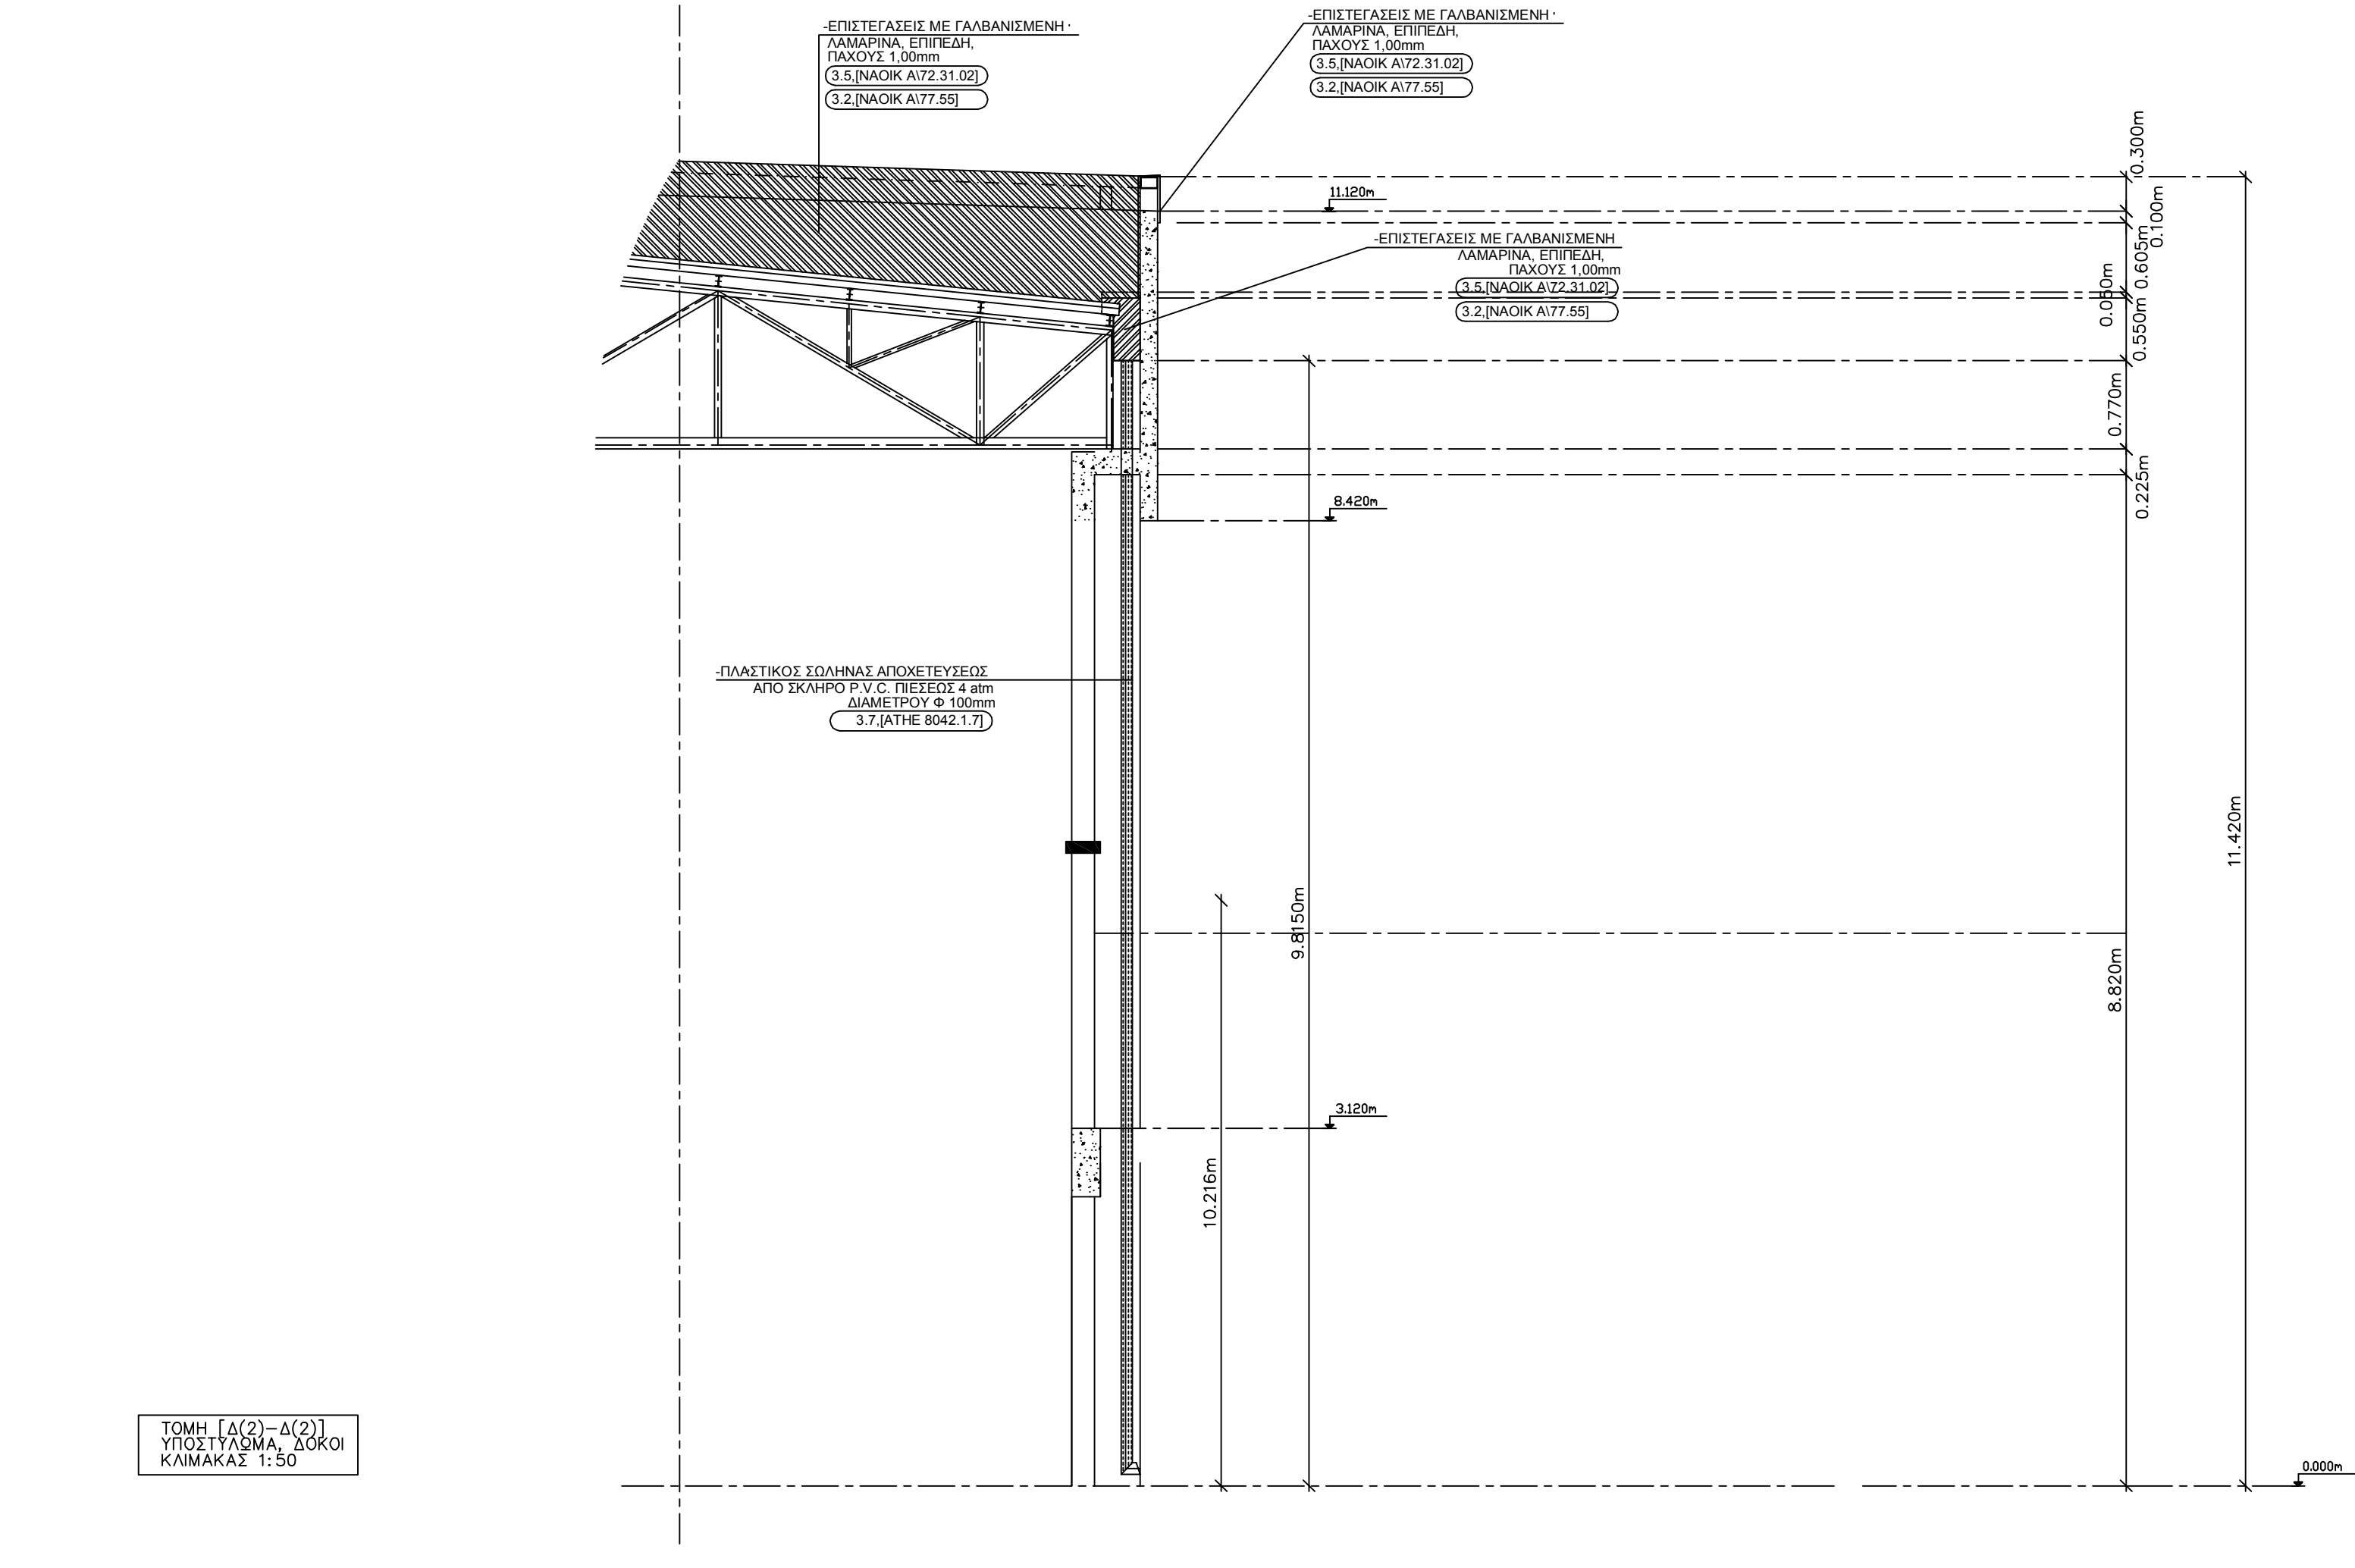 -ΕΠΙΣΤΕΓΑΣΕΙΣ ΜΕ ΓΑΛΒΑΝΙΣΜΕΝΗ
ΛΑΜΑΡΙΝΑ, ΕΠΙΠΕΔΗ,
ΠΑΧΟΥΣ 1,00mm
3.5,[ΝΑΟΙΚ Α\72.31.02]
3.2,[ΝΑΟΙΚ Α\77.55]
-ΕΠΙΣΤΕΓΑΣΕΙΣ ΜΕ ΓΑΛΒΑΝΙΣΜΕΝΗ
ΛΑΜΑΡΙΝΑ, ΕΠΙΠΕΔΗ,
ΠΑΧΟΥΣ 1,00mm
3.5,[ΝΑΟΙΚ Α\72.31.02]
3.2,[ΝΑΟΙΚ Α\77.55]
0.300m
11.120m
0.100m
-ΕΠΙΣΤΕΓΑΣΕΙΣ ΜΕ ΓΑΛΒΑΝΙΣΜΕΝΗ
ΛΑΜΑΡΙΝΑ, ΕΠΙΠΕΔΗ,
ΠΑΧΟΥΣ 1,00mm
3.5,[ΝΑΟΙΚ Α\72.31.02]
3.2,[ΝΑΟΙΚ Α\77.55]
0.605m
0.050m
0.550m
0.770m
0.225m
8.420m
-ΠΛΑΣΤΙΚΟΣ ΣΩΛΗΝΑΣ ΑΠΟΧΕΤΕΥΣΕΩΣ
ΑΠΟ ΣΚΛΗΡΟ P.V.C. ΠΙΕΣΕΩΣ 4 atm
ΔΙΑΜΕΤΡΟΥ Φ 100mm
3.7,[ΑΤΗΕ 8042.1.7]
11.420m
9.8150m
8.820m
3.120m
10.216m
ΤΟΜΗ [Δ(2)-Δ(2)]
ΥΠΟΣΤΥΛΩΜΑ, ΔΟΚΟΙ
ΚΛΙΜΑΚΑΣ 1:50
0.000m